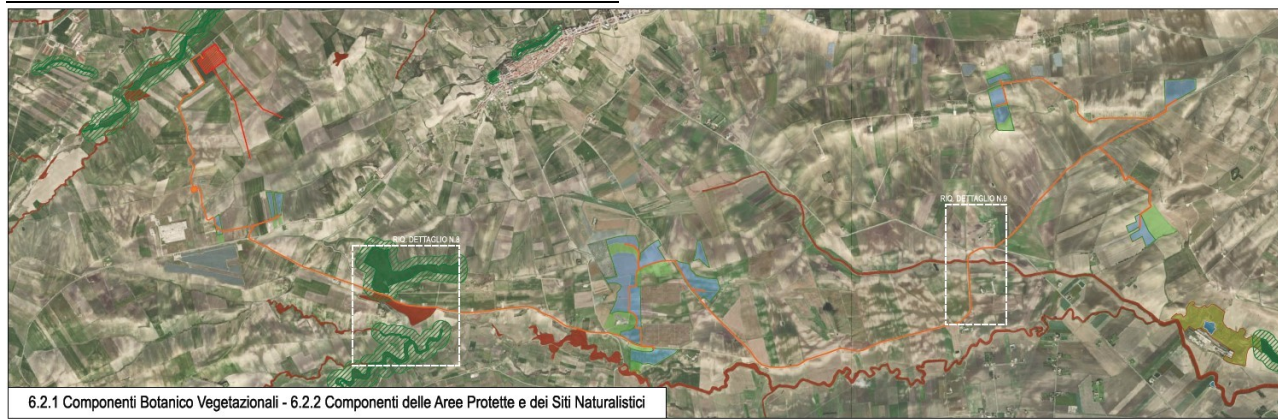 RIQ. DETTAGLIO N.9
RIQ. DETTAGLIO N.8
6.2.1 Componenti Botanico Vegetazionali - 6.2.2 Componenti delle Aree Protette e dei Siti Naturalistici